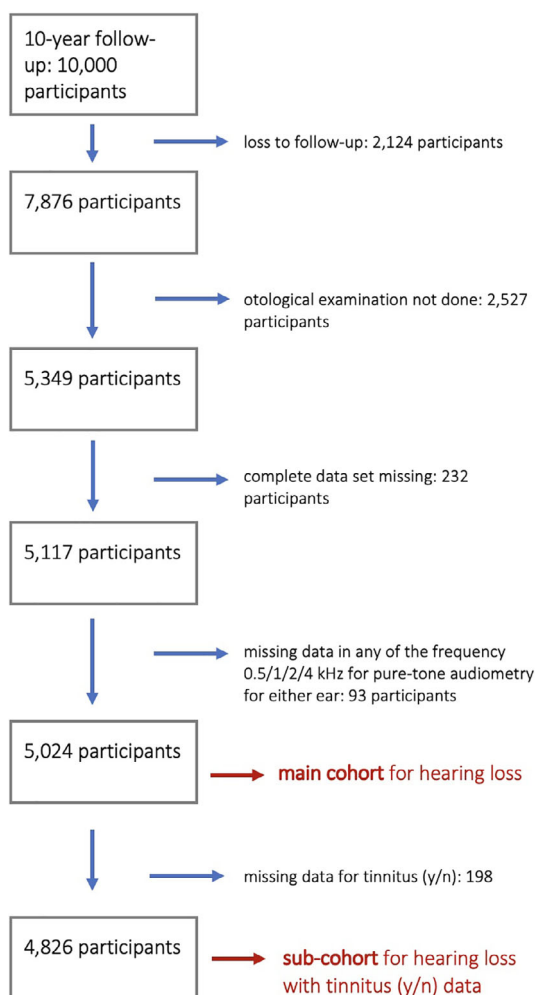 10-year follow-
up: 10,000
participants
loss to follow-up: 2,124 participants
7,876 participants
otological examination not done: 2,527
participants
5,349 participants
complete data set missing: 232
participants
5,117 participants
missing data in any of the frequency
0.5/1/2/4 kHz for pure-tone audiometry
for either ear: 93 participants
5,024 participants
main cohort for hearing loss
missing data for tinnitus (y/n): 198
4,826 participants
sub-cohort for hearing loss
with tinnitus (y/n) data